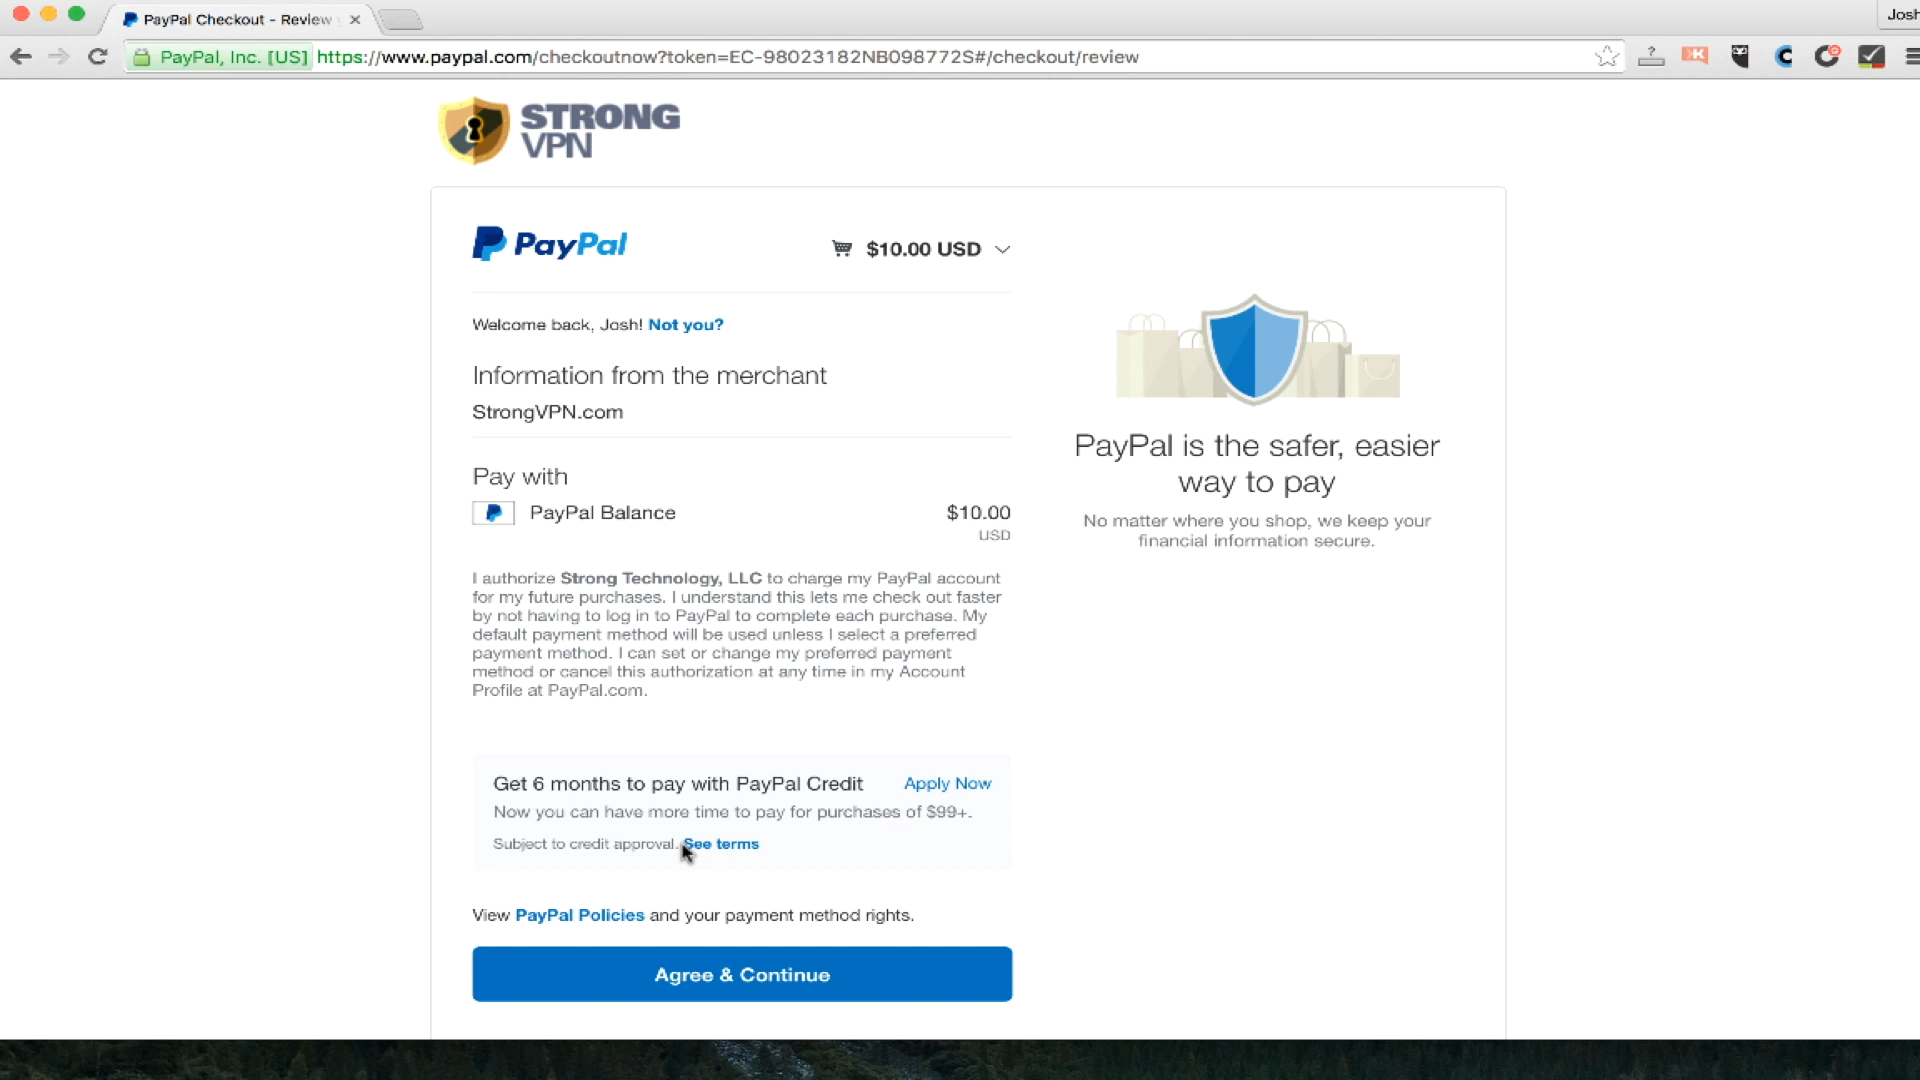 PayPal Checkout - Review
Josh
PayPal, Inc. [US] https://www.paypal.com/checkoutnow?token=EC-98023182NB098772S#/checkout/review
STRONG
VPN
PayPal
$10.00 USD
Welcome back, Josh! Not you?
Information from the merchant
StrongVPN.com
Pay with
PayPal Balance $10.00
USD
I authorize Strong Technology, LLC to charge my PayPal account
for my future purchases. I understand this lets me check out faster
by not having to log in to PayPal to complete each purchase. My
default payment method will be used unless I select a preferred
payment method. I can set or change my preferred payment
method or cancel this authorization at any time in my Account
Profile at PayPal.com.
Get 6 months to pay with PayPal Credit Apply Now
Now you can have more time to pay for purchases of $99+.
Subject to credit approval. See terms
View PayPal Policies and your payment method rights.
Agree & Continue
PayPal is the safer, easier
way to pay
No matter where you shop, we keep your
financial information secure.